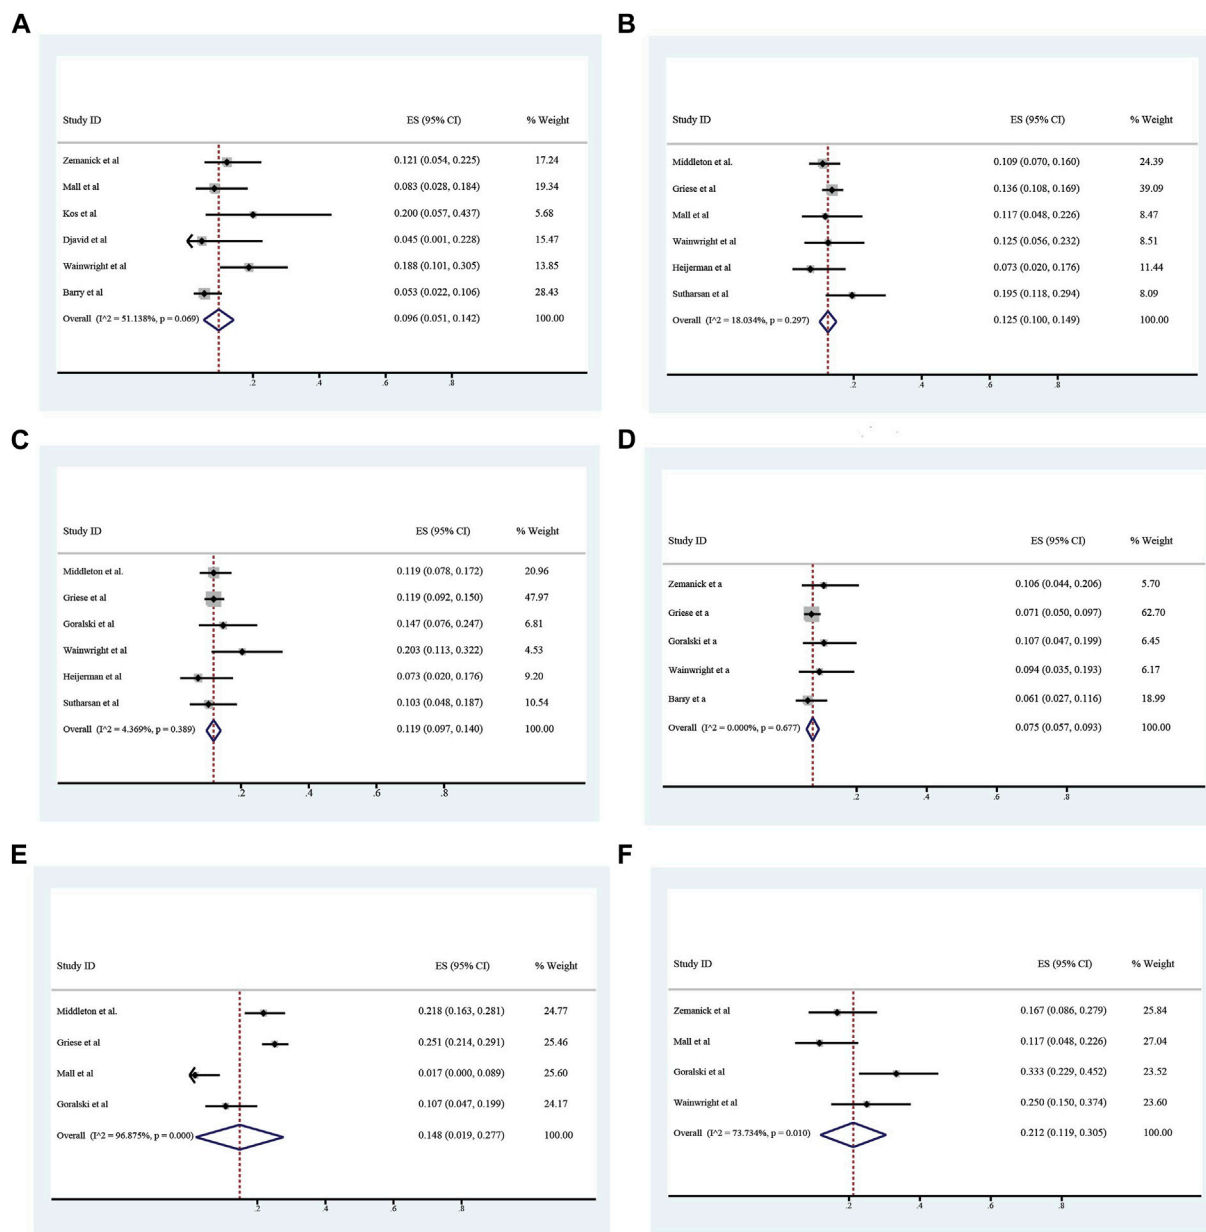 A
Study ID ES (95% CI) % Weight
Zemanick et al 0.121 (0.054, 0.225) 17.24
Mall et al 0.083 (0.028, 0.184) 19.34
Kos et al 0.200 (0.057, 0.437) 5.68
Djavid et al 0.045 (0.001, 0.228) 15.47
Wainwright et al 0.188 (0.101, 0.305) 13.85
Barry et al 0.053 (0.022, 0.106) 28.43
Overall (I^2 = 51.138%, p = 0.069) 0.096 (0.051, 0.142) 100.00
.2 .4 .6 .8
B
Study ID ES (95% CI) % Weight
Middleton et al. 0.109 (0.070, 0.160) 24.39
Griese et al 0.136 (0.108, 0.169) 39.09
Mall et al 0.117 (0.048, 0.226) 8.47
Wainwright et al 0.125 (0.056, 0.232) 8.51
Heijerman et al 0.073 (0.020, 0.176) 11.44
Sutharsan et al 0.195 (0.118, 0.294) 8.09
Overall (I^2 = 18.034%, p = 0.297) 0.125 (0.100, 0.149) 100.00
.2 .4 .6 .8
C
Study ID ES (95% CI) % Weight
Middleton et al. 0.119 (0.078, 0.172) 20.96
Griese et al 0.119 (0.092, 0.150) 47.97
Goralski et al 0.147 (0.076, 0.247) 6.81
Wainwright et al 0.203 (0.113, 0.322) 4.53
Heijerman et al 0.073 (0.020, 0.176) 9.20
Sutharsan et al 0.103 (0.048, 0.187) 10.54
Overall (I^2 = 4.369%, p = 0.389) 0.119 (0.097, 0.140) 100.00
.2 .4 .6 .8
D
Study ID ES (95% CI) % Weight
Zemanick et a 0.106 (0.044, 0.206) 5.70
Griese et a 0.071 (0.050, 0.097) 62.70
Goralski et a 0.107 (0.047, 0.199) 6.45
Wainwright et a 0.094 (0.035, 0.193) 6.17
Barry et a 0.061 (0.027, 0.116) 18.99
Overall (I^2 = 0.000%, p = 0.677) 0.075 (0.057, 0.093) 100.00
.2 .4 .6 .8
E
Study ID ES (95% CI) % Weight
Middleton et al. 0.218 (0.163, 0.281) 24.77
Griese et al 0.251 (0.214, 0.291) 25.46
Mall et al 0.017 (0.000, 0.089) 25.60
Goralski et al 0.107 (0.047, 0.199) 24.17
Overall (I^2 = 96.875%, p = 0.000) 0.148 (0.019, 0.277) 100.00
.2 .4 .6 .8
F
Study ID ES (95% CI) % Weight
Zemanick et al 0.167 (0.086, 0.279) 25.84
Mall et al 0.117 (0.048, 0.226) 27.04
Goralski et al 0.333 (0.229, 0.452) 23.52
Wainwright et al 0.250 (0.150, 0.374) 23.60
Overall (I^2 = 73.734%, p = 0.010) 0.212 (0.119, 0.305) 100.00
.2 .4 .6 .8